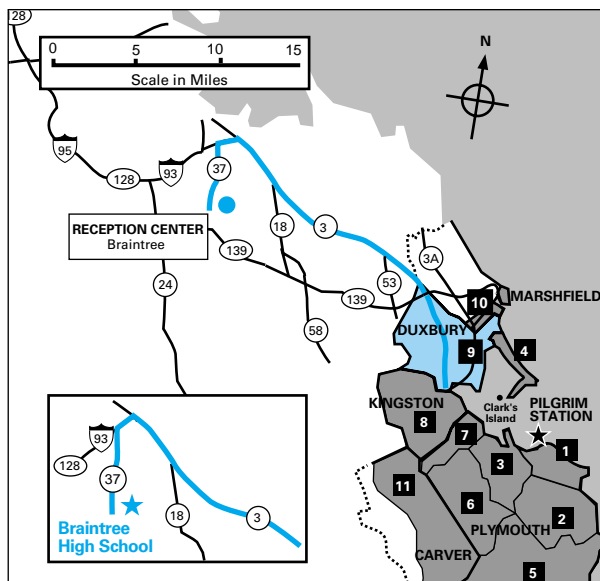 28
0 5 10 15
Scale in Miles
N
95
128
93
37
RECEPTION CENTER
Braintree
139
18
3
3A
24
53
139
58
10
MARSHFIELD
DUXBURY
9
4
KINGSTON
Clark's
Island
PILGRIM
STATION
8
7
1
3
11
6
2
PLYMOUTH
CARVER
5
93
128
37
18
3
Braintree
High School